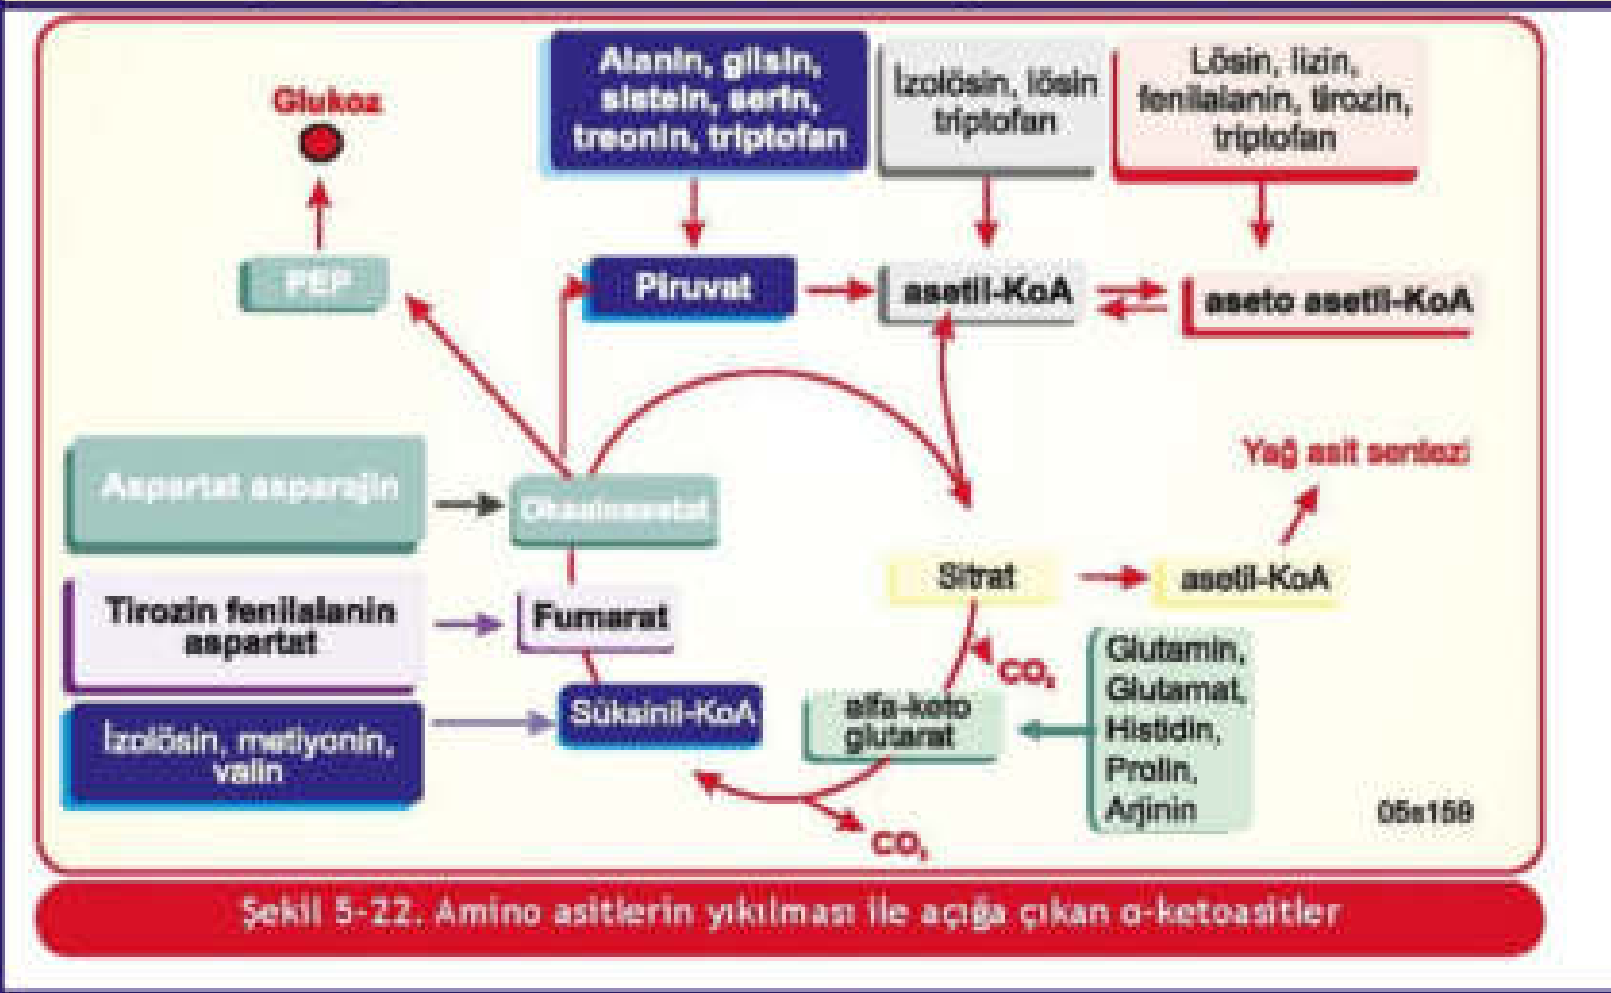 Glukoz
Alanin, glisin,
sistein, serin,
treonin, triptofan
İzolösin, lösin
triptofan
Lösin, lizin,
fenilalanin, tirozin,
triptofan
PEP
Piruvat
asetil-KoA
aseto asetil-KoA
Aspartat asparajin
Okzaloasetat
Yağ asit sentezi
Tirozin fenilalanin
aspartat
Fumarat
Sitrat
asetil-KoA
İzolösin, metiyonin,
valin
Süksinil-KoA
alfa-keto
glutarat
CO₂
Glutamin,
Glutamat,
Histidin,
Prolin,
Arjinin
CO₂
05s159
Şekil 5-22. Amino asitlerin yıkılması ile açığa çıkan α-ketoasitler